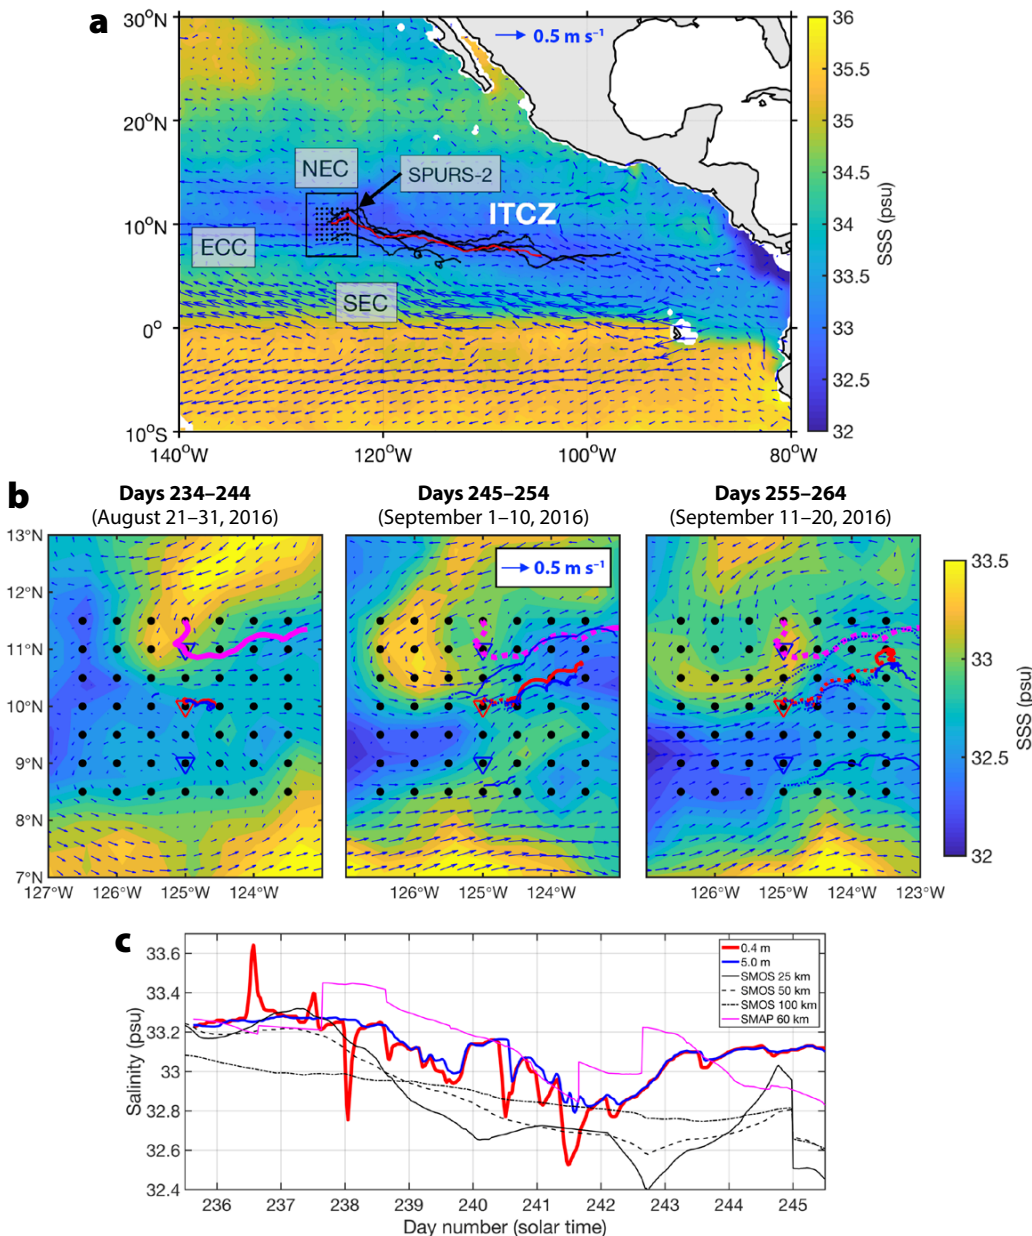 a
30°N
20°N
10°N
0°
10°S
140°W
120°W
100°W
80°W
0.5 m s⁻¹
NEC
SPURS-2
ITCZ
ECC
SEC
36
35.5
35
34.5
34
33.5
33
32.5
32
SSS (psu)
b
Days 234–244
(August 21–31, 2016)
Days 245–254
(September 1–10, 2016)
Days 255–264
(September 11–20, 2016)
13°N
12°N
11°N
10°N
9°N
8°N
7°N
127°W
126°W
125°W
124°W
0.5 m s⁻¹
126°W
125°W
124°W
126°W
125°W
124°W
123°W
33.5
33
32.5
32
SSS (psu)
c
Salinity (psu)
33.6
33.4
33.2
33
32.8
32.6
32.4
0.4 m
5.0 m
SMOS 25 km
SMOS 50 km
SMOS 100 km
SMAP 60 km
236
237
238
239
240
241
242
243
244
245
Day number (solar time)